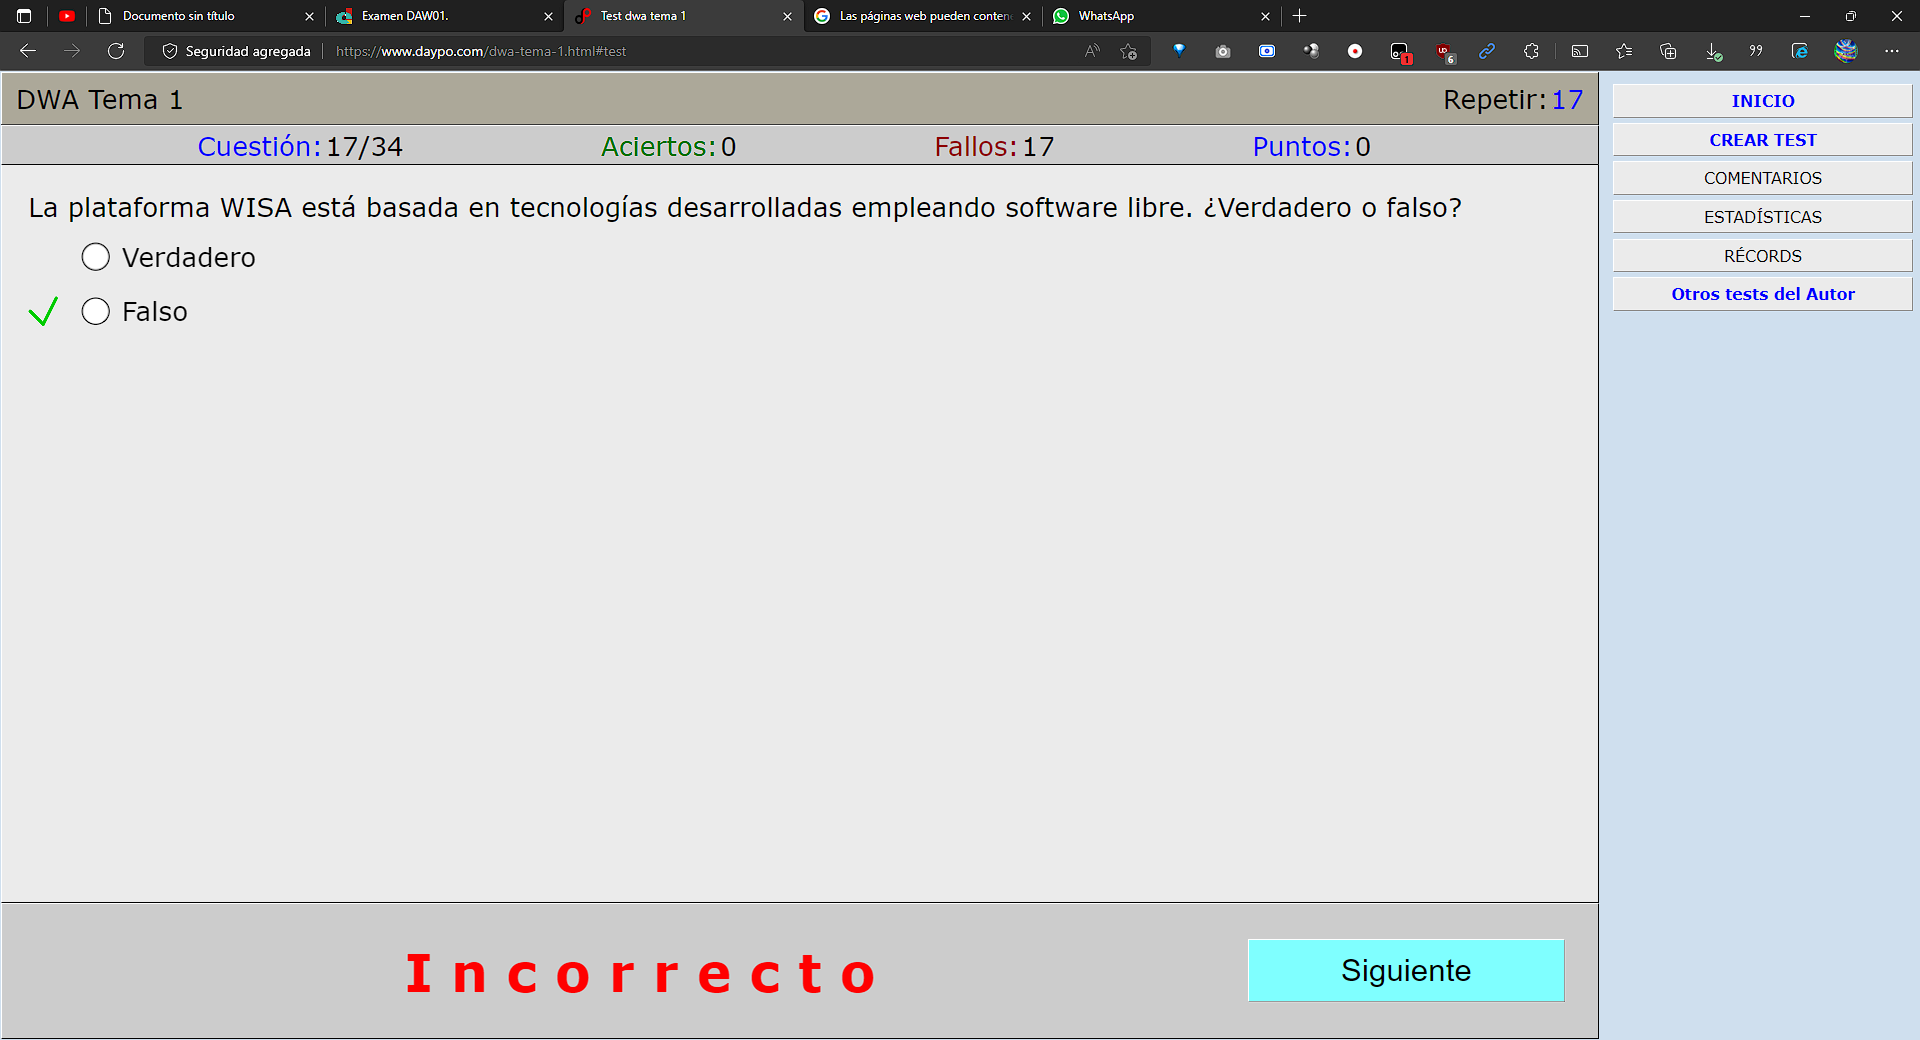 Documento sin título
Examen DAW01.
Test dwa tema 1
Las páginas web pueden conten
WhatsApp
Seguridad agregada
https://www.daypo.com/dwa-tema-1.html#test
1
6
DWA Tema 1
Repetir: 17
Cuestión: 17/34
Aciertos: 0
Fallos: 17
Puntos: 0
La plataforma WISA está basada en tecnologías desarrolladas empleando software libre. ¿Verdadero o falso?
Verdadero
Falso
Incorrecto
Siguiente
INICIO
CREAR TEST
COMENTARIOS
ESTADÍSTICAS
RÉCORDS
Otros tests del Autor